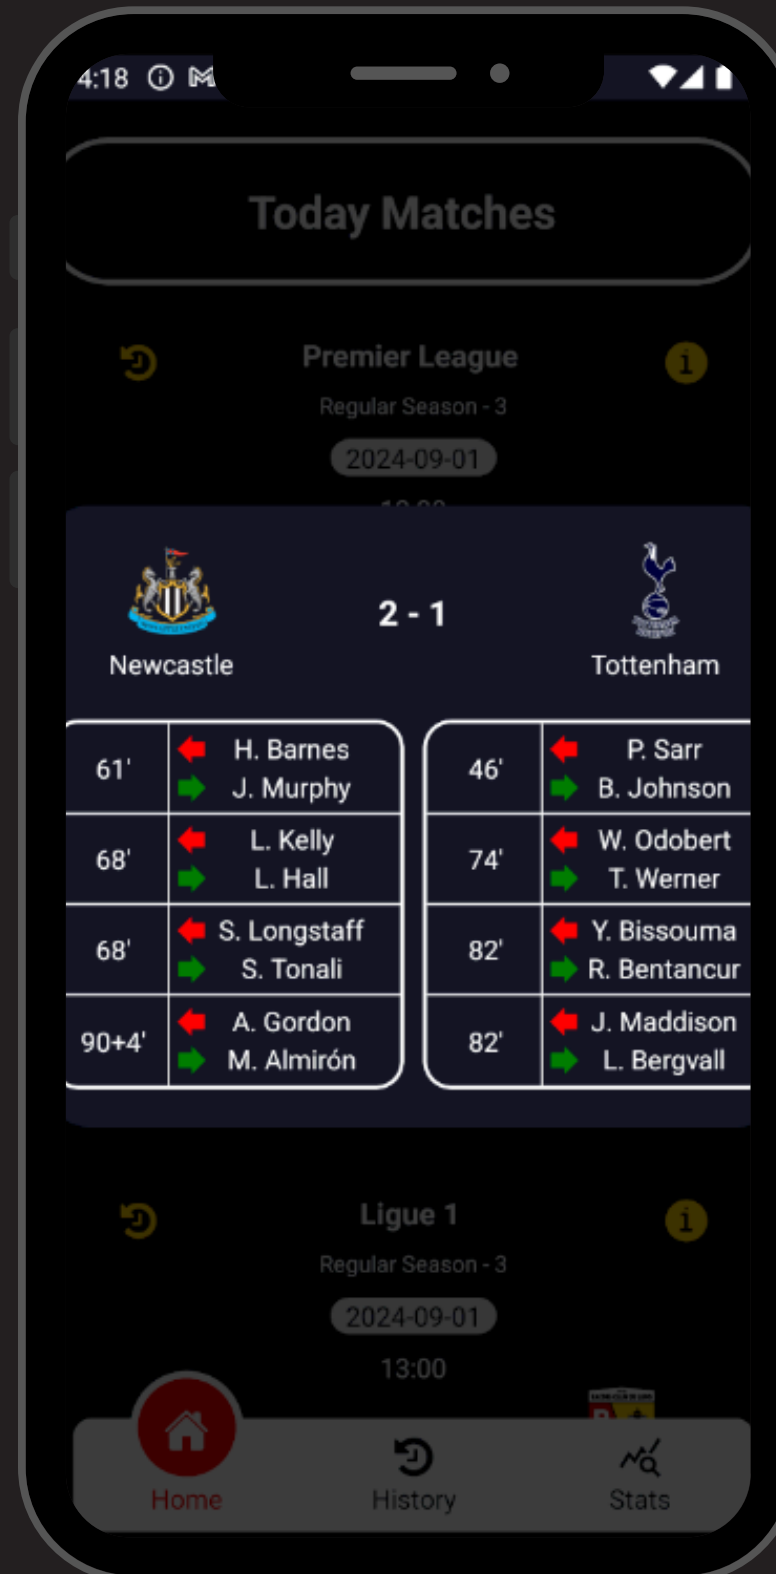 4:18
Today Matches
Premier League
Regular Season - 3
2024-09-01
2 - 1
Newcastle
Tottenham
61'
H. Barnes
J. Murphy
46'
P. Sarr
B. Johnson
68'
L. Kelly
L. Hall
74'
W. Odobert
T. Werner
68'
S. Longstaff
S. Tonali
82'
Y. Bissouma
R. Bentancur
90+4'
A. Gordon
M. Almirón
82'
J. Maddison
L. Bergvall
Ligue 1
Regular Season - 3
2024-09-01
13:00
Home
History
Stats